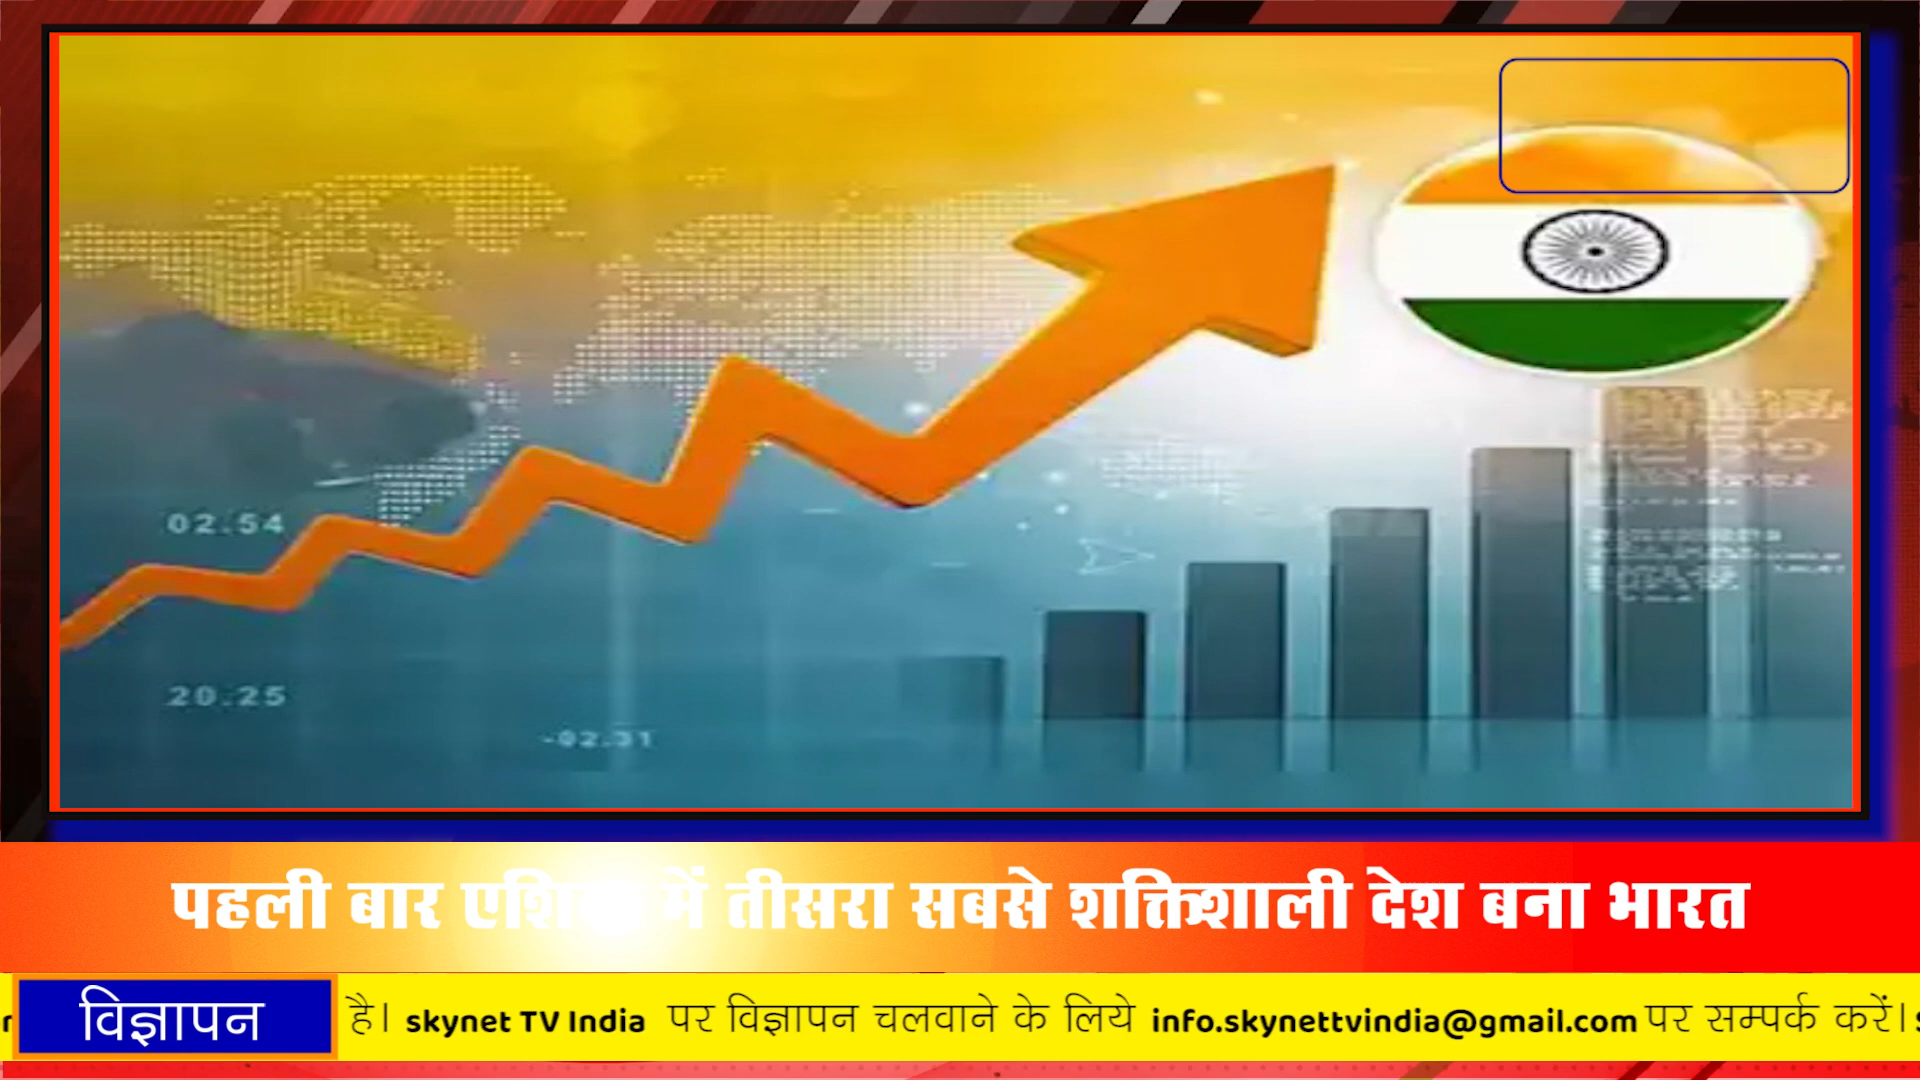 02.54
20.25
-02.31
पहली बार एशिया में तीसरा सबसे शक्तिशाली देश बना भारत
विज्ञापन
है। skynet TV India पर विज्ञापन चलवाने के लिये info.skynettvindia@gmail.com पर सम्पर्क करें।